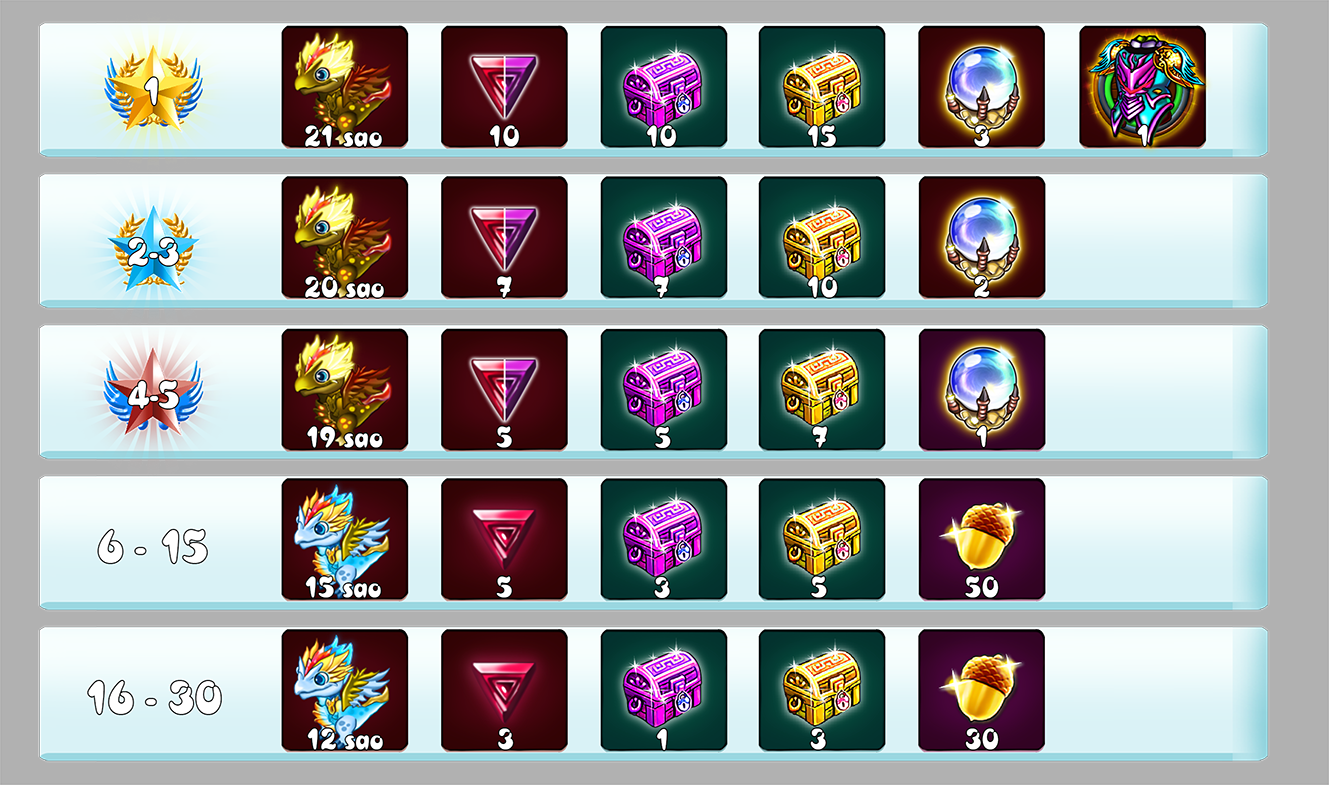 1 21 sao 10 10 15 3 1
2-3 20 sao 7 7 10 2
4-5 19 sao 5 5 7 1
6 - 15 15 sao 5 3 5 50
16 - 30 12 sao 3 1 3 30